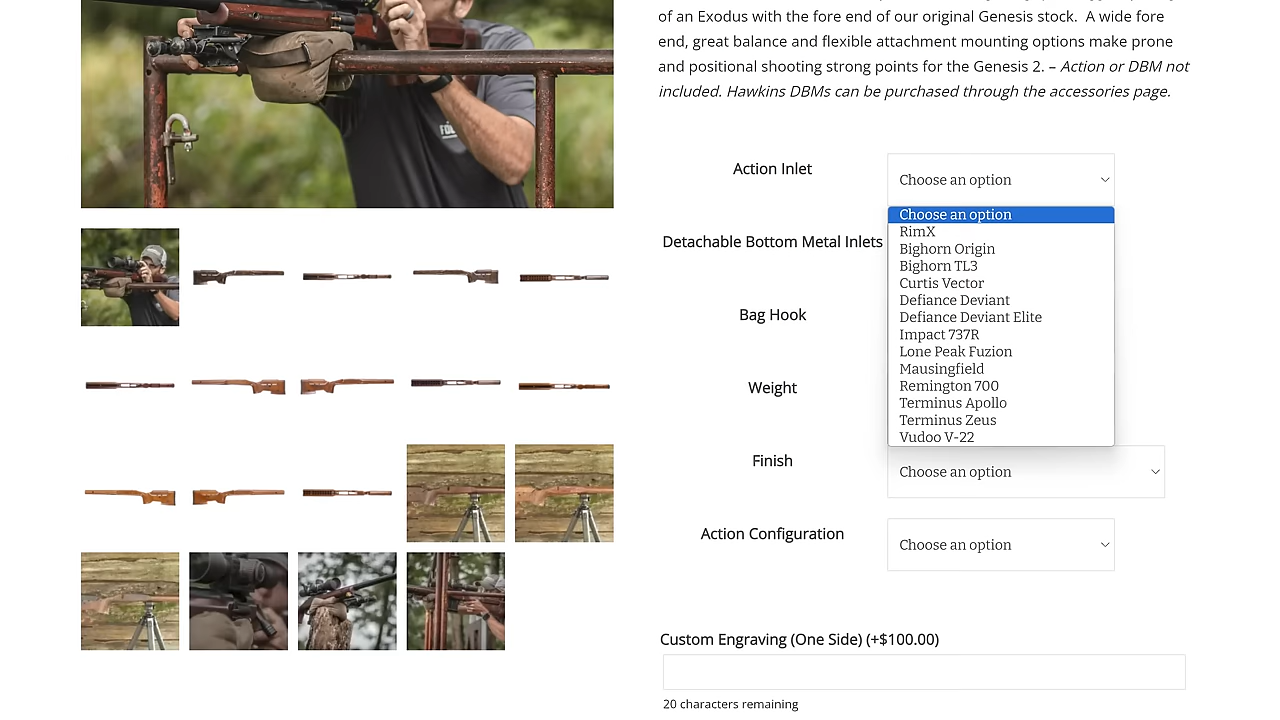 of an Exodus with the fore end of our original Genesis stock.  A wide fore
end, great balance and flexible attachment mounting options make prone
and positional shooting strong points for the Genesis 2. – Action or DBM not
included. Hawkins DBMs can be purchased through the accessories page.
Action Inlet
Choose an option
Choose an option
RimX
Bighorn Origin
Bighorn TL3
Curtis Vector
Defiance Deviant
Defiance Deviant Elite
Impact 737R
Lone Peak Fuzion
Mausingfield
Remington 700
Terminus Apollo
Terminus Zeus
Vudoo V-22
Detachable Bottom Metal Inlets
Bag Hook
Weight
Finish
Choose an option
Action Configuration
Choose an option
Custom Engraving (One Side) (+$100.00)
20 characters remaining